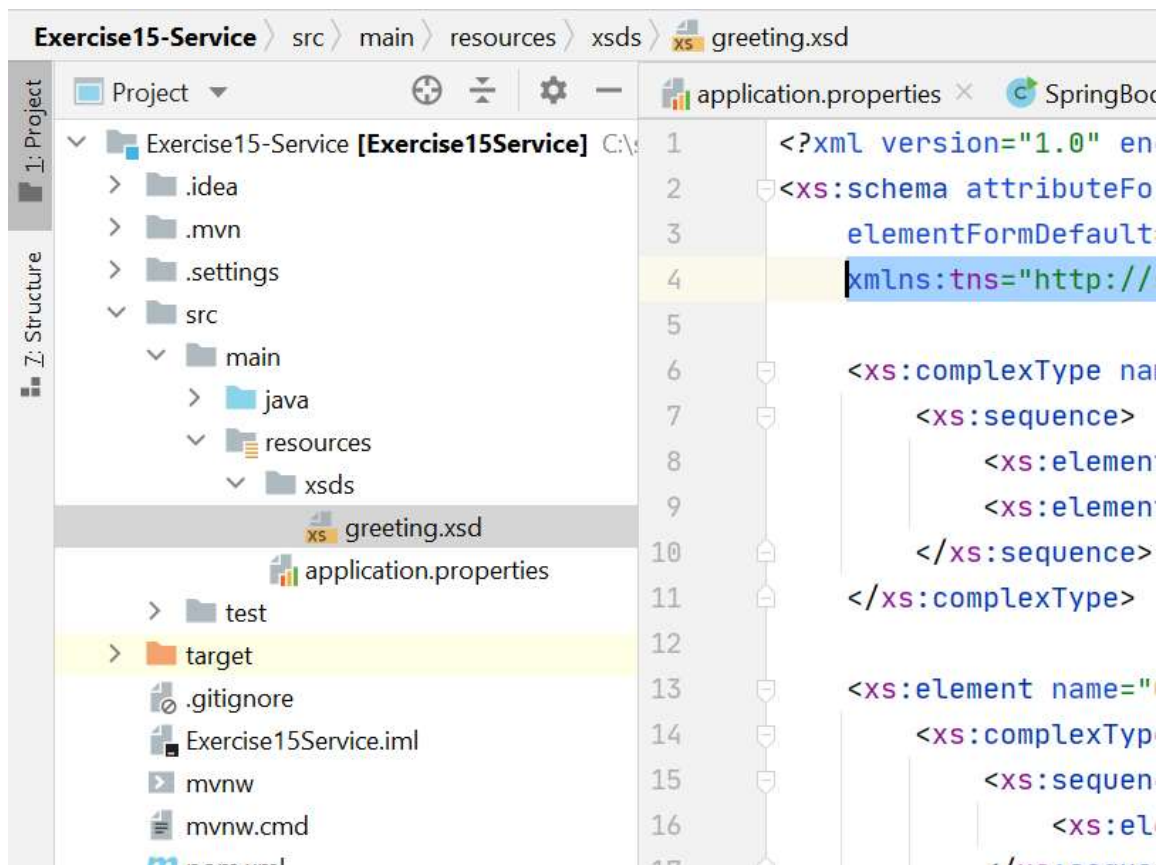 Exercise15-Service 〉 src 〉 main 〉 resources 〉 xsds 〉 greeting.xsd
1: Project
7: Structure
Project
Exercise15-Service [Exercise15Service] C:\
.idea
.mvn
.settings
src
main
java
resources
xsds
greeting.xsd
application.properties
test
target
.gitignore
Exercise15Service.iml
mvnw
mvnw.cmd
application.properties × SpringBoo
1 <?xml version="1.0" en
2 <xs:schema attributeFo
3 elementFormDefault
4 xmlns:tns="http://
5
6 <xs:complexType na
7 <xs:sequence>
8 <xs:element
9 <xs:element
10 </xs:sequence>
11 </xs:complexType>
12
13 <xs:element name="
14 <xs:complexType
15 <xs:sequen
16 <xs:el